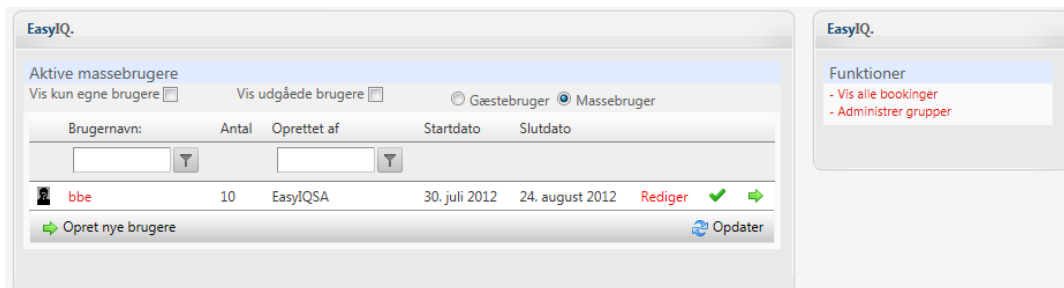 EasyIQ.
Aktive massebrugere
Vis kun egne brugere
Vis udgåede brugere
Gæstebruger
Massebruger
Brugernavn: Antal Oprettet af Startdato Slutdato
bbe 10 EasyIQSA 30. juli 2012 24. august 2012 Rediger
Opret nye brugere
Opdater
EasyIQ.
Funktioner
- Vis alle bookinger
- Administrer grupper